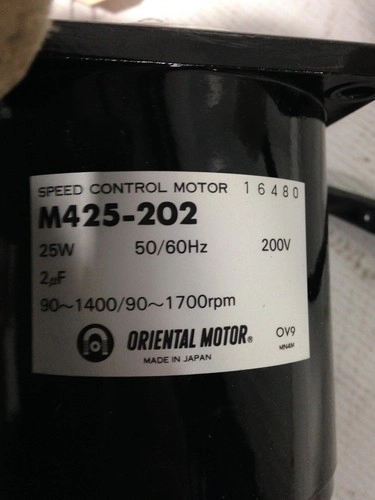 SPEED CONTROL MOTOR 16480
M425-202
25W 50/60Hz 200V
2μF
90~1400/90~1700rpm
ORIENTAL MOTOR® OV9
MADE IN JAPAN